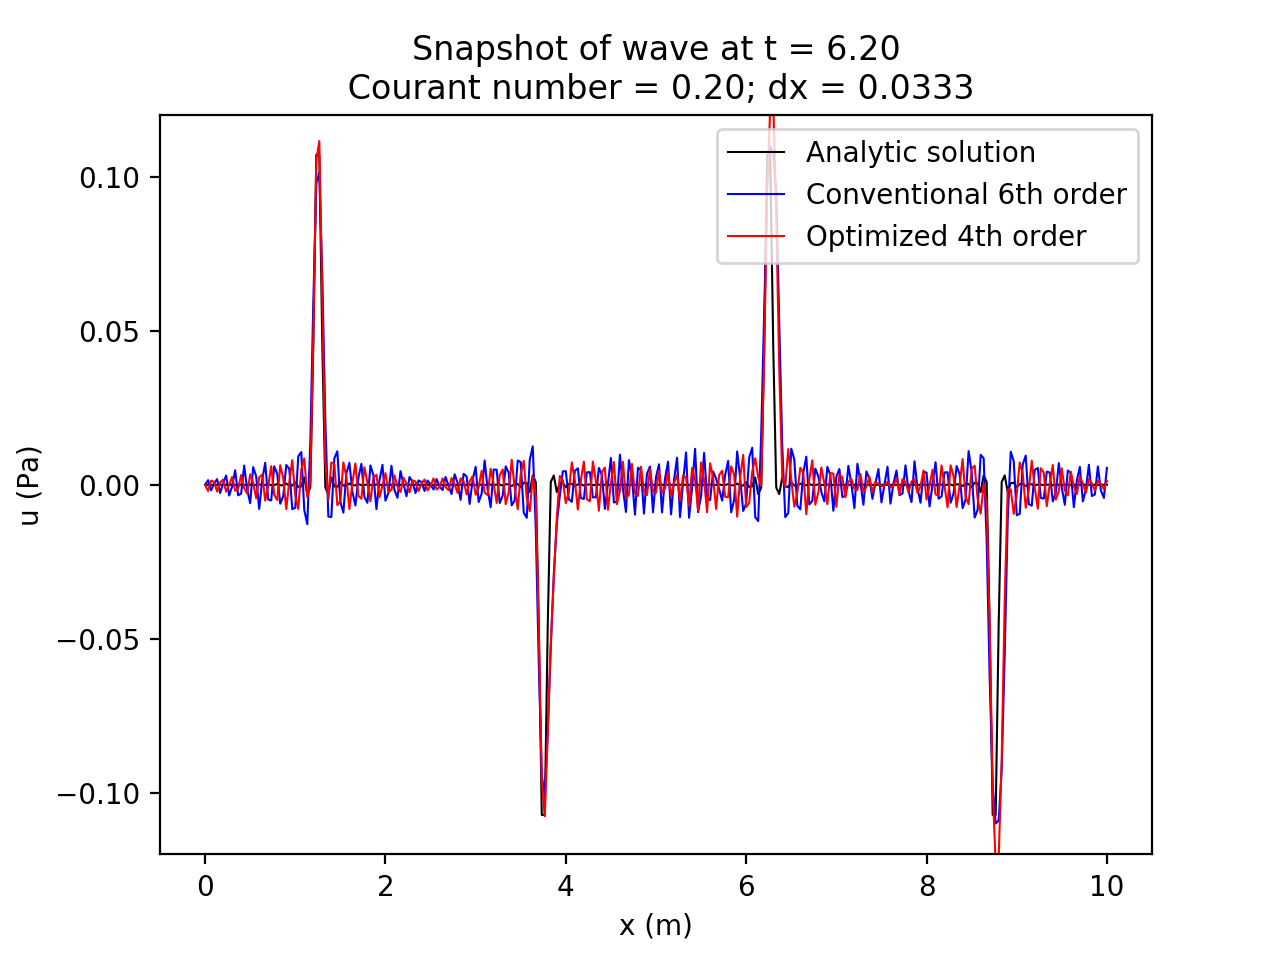 Snapshot of wave at t = 6.20
Courant number = 0.20; dx = 0.0333
Analytic solution
Conventional 6th order
Optimized 4th order
0.10
0.05
0.00
−0.05
−0.10
u (Pa)
0 2 4 6 8 10
x (m)